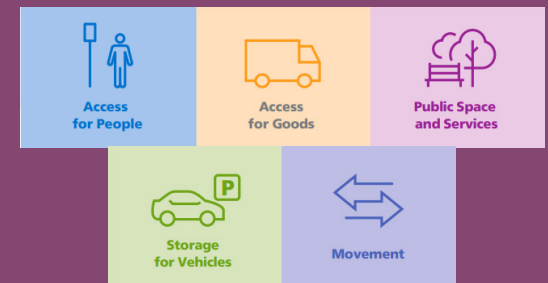 Access
for People
Access
for Goods
Public Space
and Services
P
Storage
for Vehicles
Movement